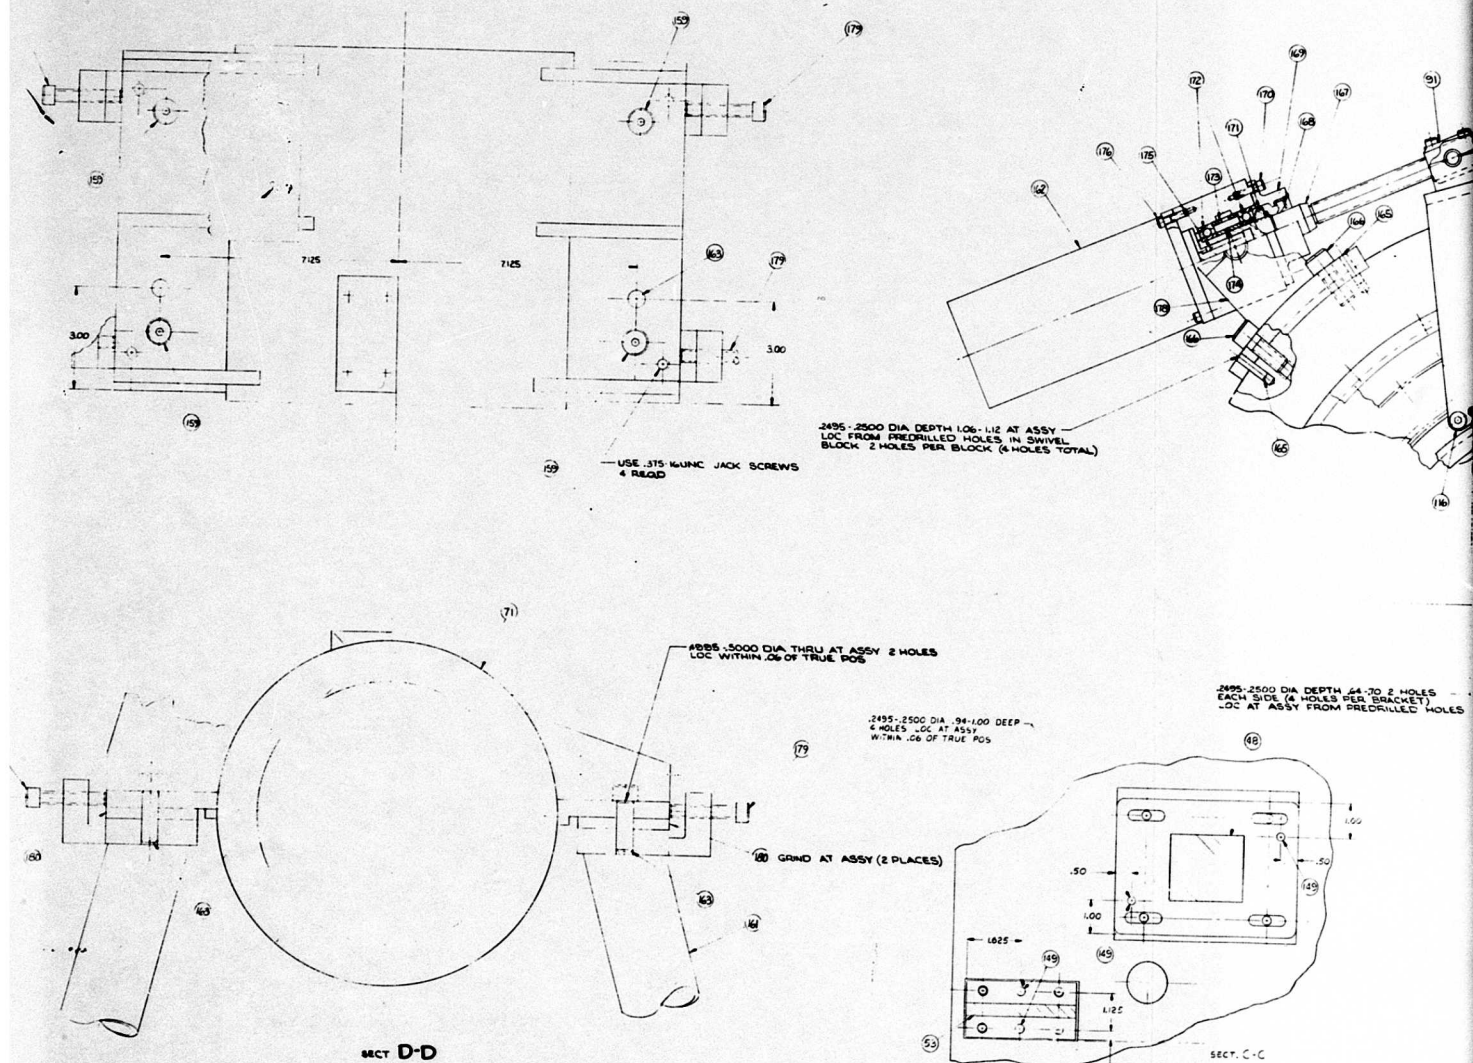 159
179
159
7.125
7.125
163
179
3.00
3.00
159
159
USE .375-16UNC JACK SCREWS
4 REQD
169
172
170
167
91
171
168
176
175
173
162
166
165
174
178
166
.2495-.2500 DIA DEPTH 1.06-1.12 AT ASSY
LOC FROM PREDRILLED HOLES IN SWIVEL
BLOCK 2 HOLES PER BLOCK (4 HOLES TOTAL)
165
116
71
.5000 DIA THRU AT ASSY 2 HOLES
LOC WITHIN .06 OF TRUE POS
.2495-.2500 DIA .94-1.00 DEEP
4 HOLES LOC AT ASSY
WITHIN .06 OF TRUE POS
179
.2495-.2500 DIA DEPTH .64-.70 2 HOLES
EACH SIDE (4 HOLES PER BRACKET)
LOC AT ASSY FROM PREDRILLED HOLES
48
1.00
.50
.50
149
1.00
180
180 GRIND AT ASSY (2 PLACES)
163
163
161
1.625
149
149
1.125
53
SECT D-D
SECT. C-C